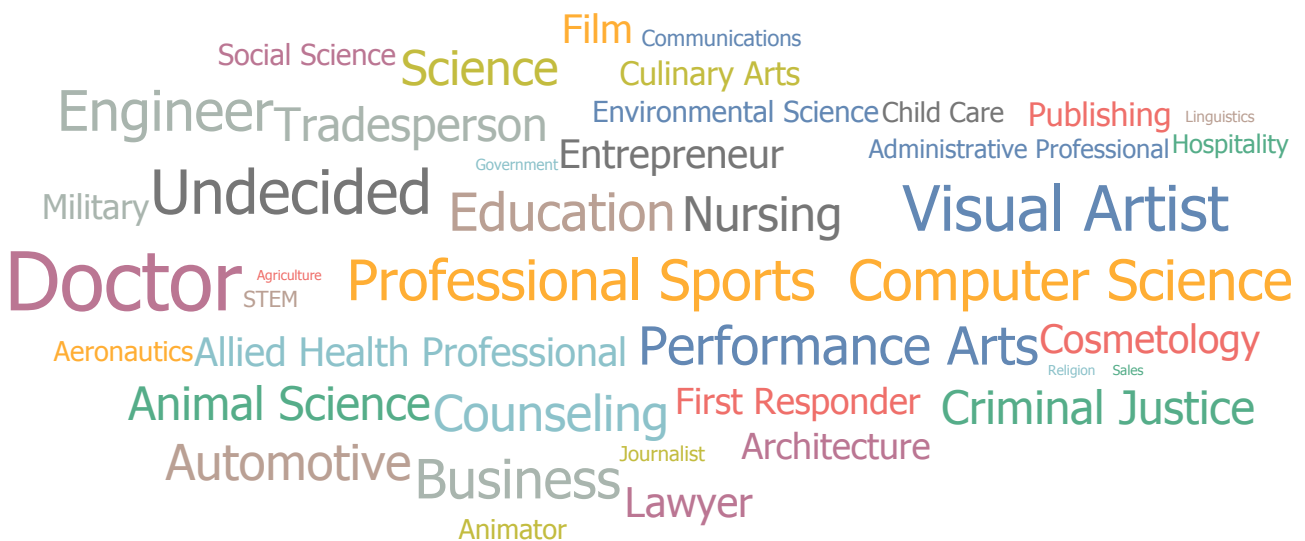 Film
Communications
Social Science
Science
Culinary Arts
Engineer
Tradesperson
Environmental Science
Child Care
Publishing
Linguistics
Government
Entrepreneur
Administrative Professional
Hospitality
Military
Undecided
Education
Nursing
Visual Artist
Doctor
Agriculture
STEM
Professional Sports
Computer Science
Aeronautics
Allied Health Professional
Performance Arts
Cosmetology
Religion
Sales
Animal Science
Counseling
First Responder
Criminal Justice
Automotive
Business
Journalist
Architecture
Lawyer
Animator